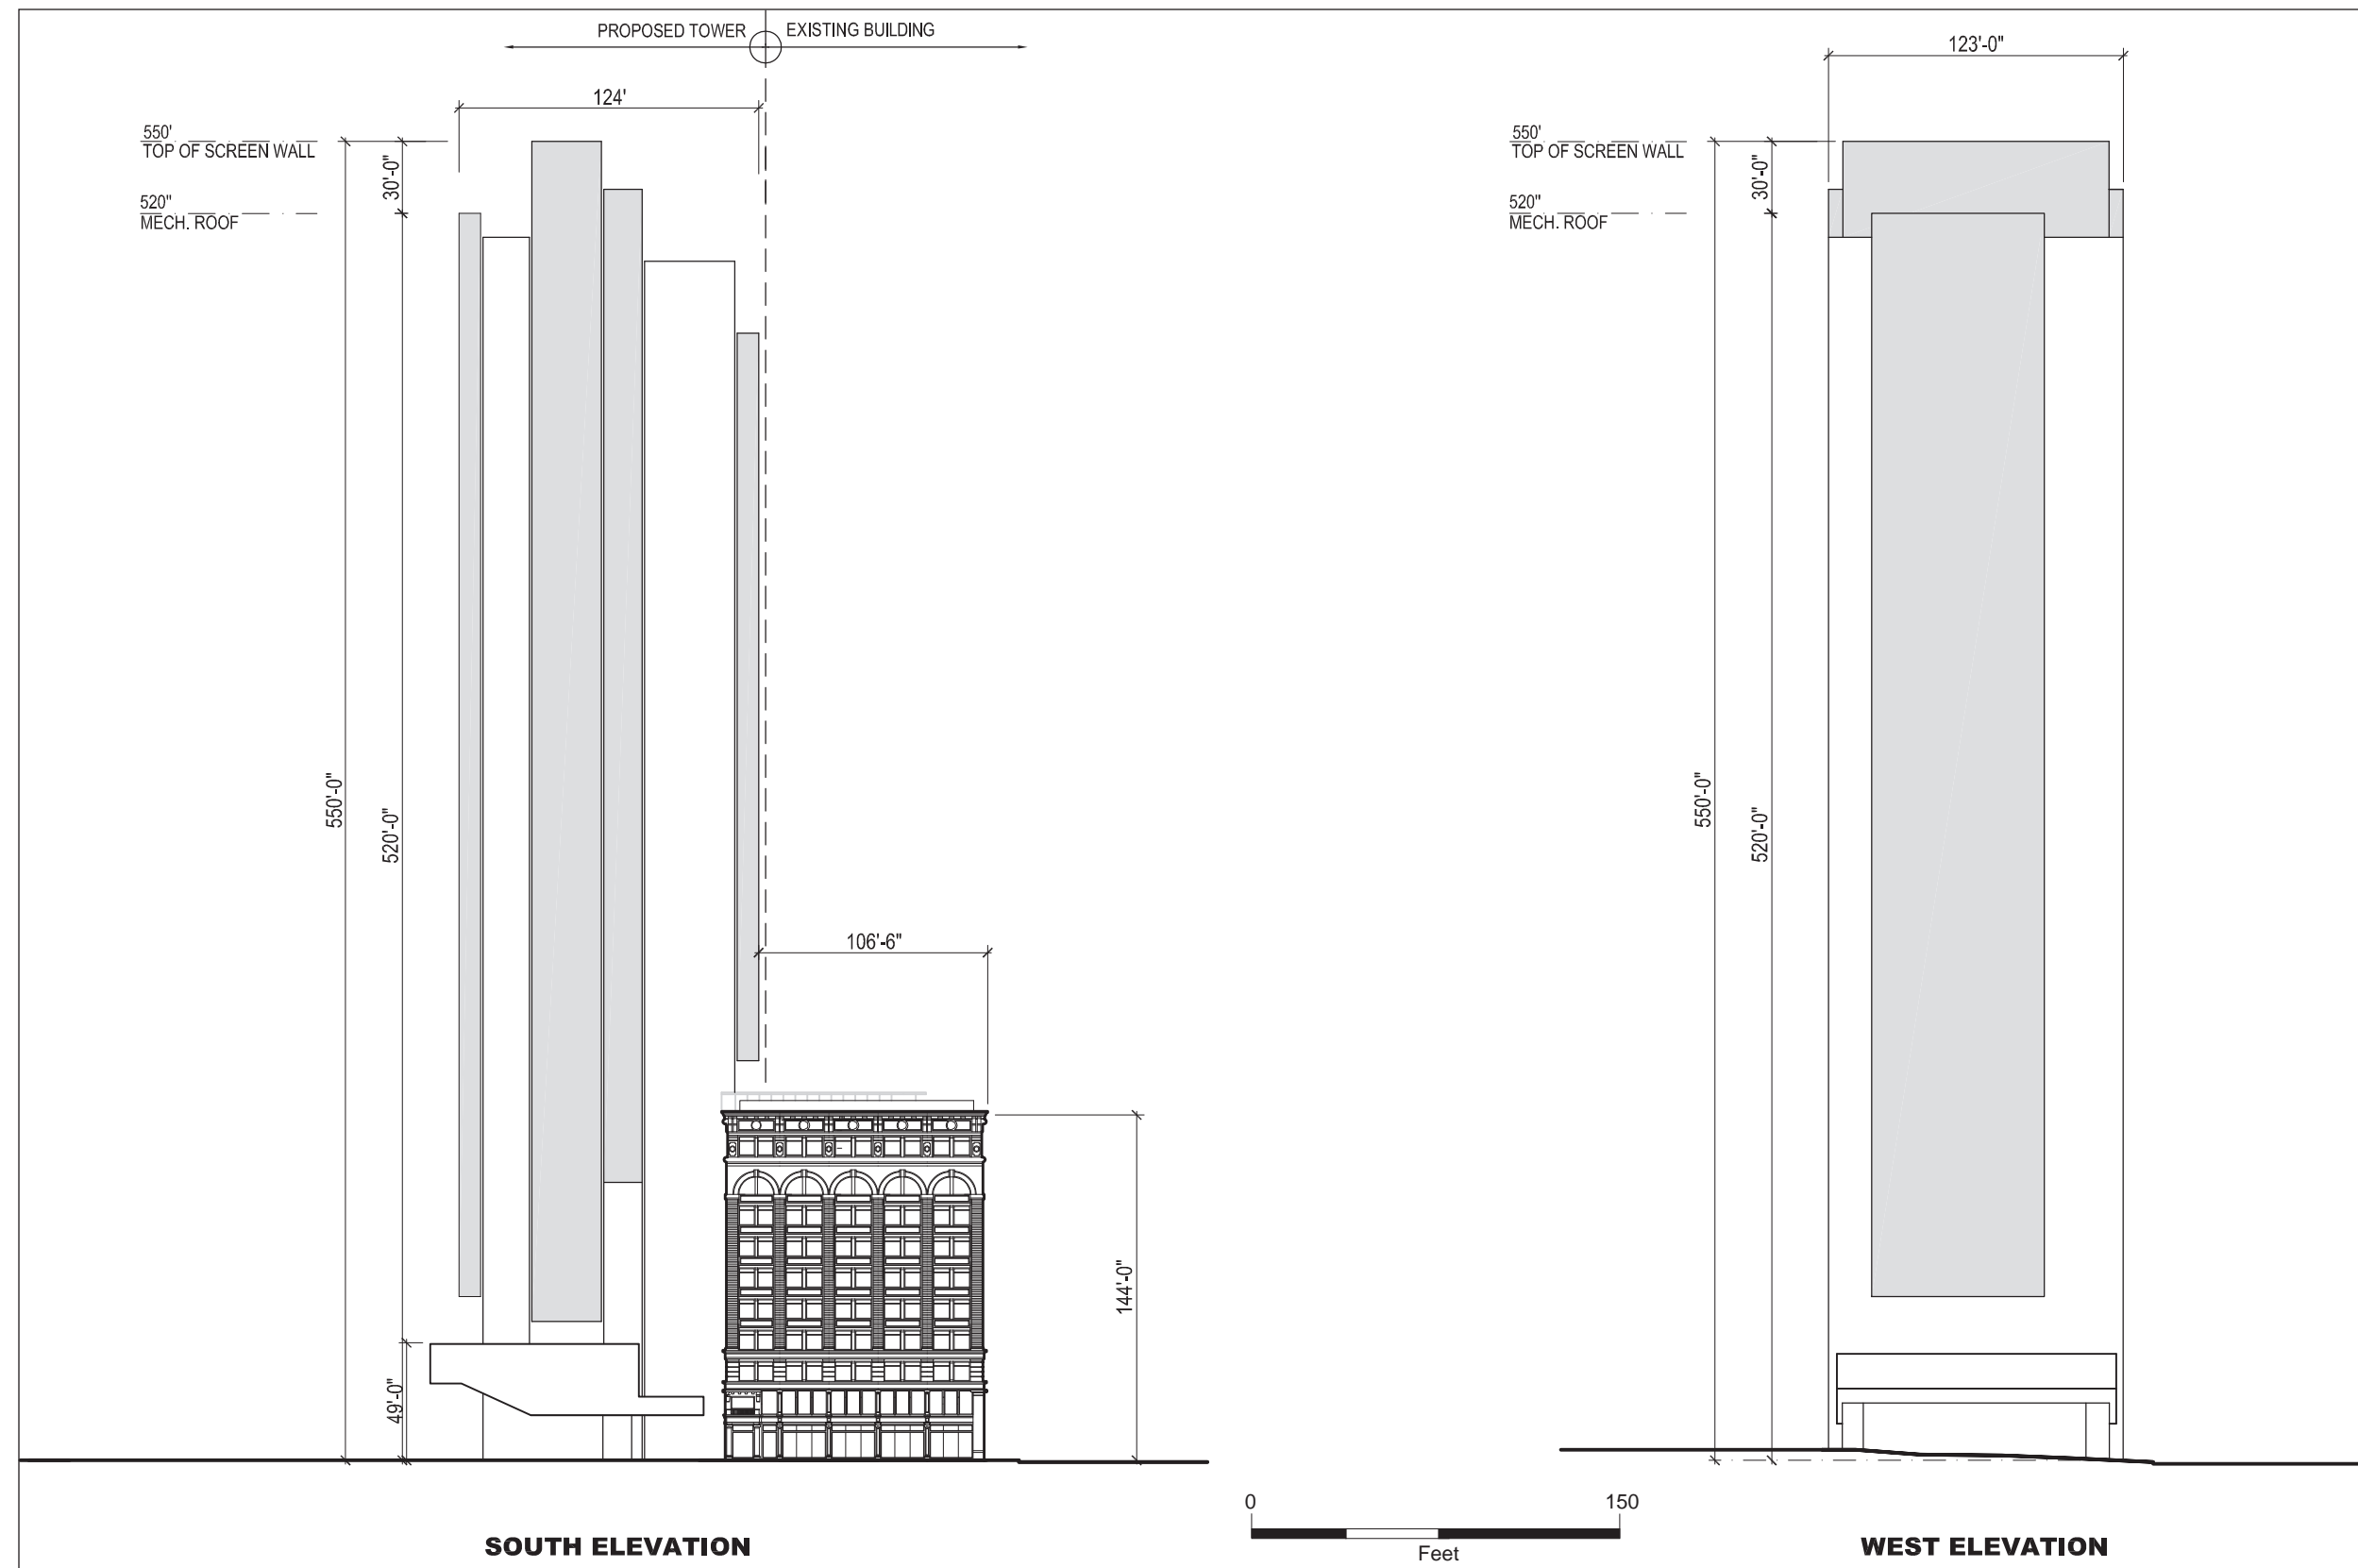 PROPOSED TOWER
EXISTING BUILDING
124'
550'
TOP OF SCREEN WALL
520"
MECH. ROOF
30'-0"
550'-0"
520'-0"
49'-0"
106'-6"
144'-0"
SOUTH ELEVATION
123'-0"
550'
TOP OF SCREEN WALL
520"
MECH. ROOF
30'-0"
550'-0"
520'-0"
0
150
Feet
WEST ELEVATION